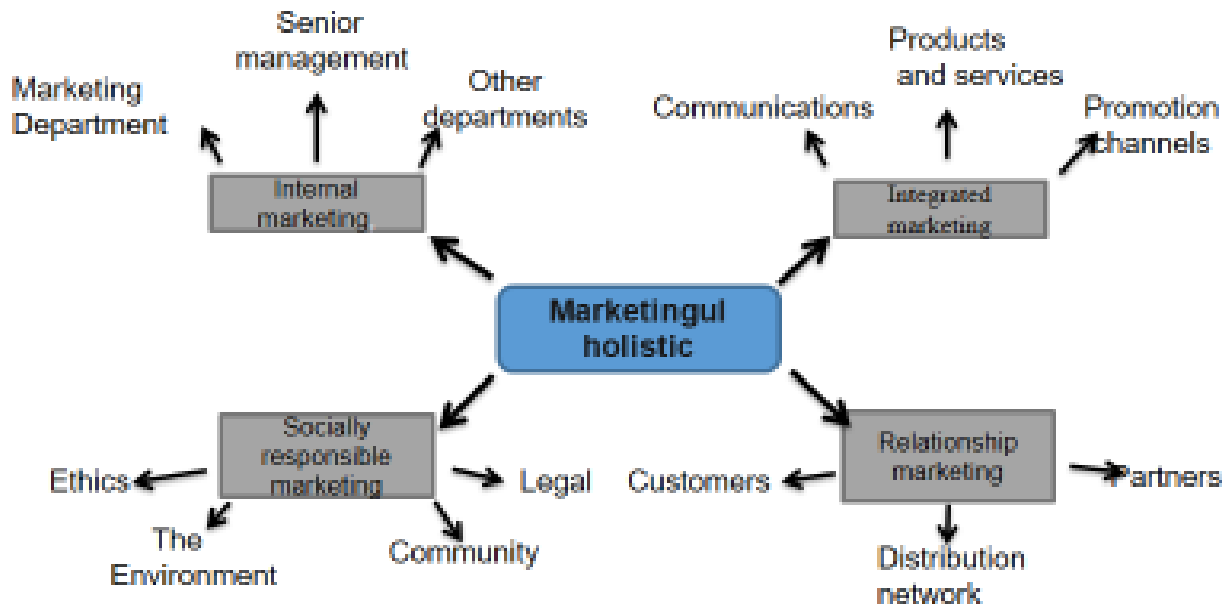 Senior
management
Marketing
Department
Other
departments
Internal
marketing
Products
and services
Communications
Promotion
channels
Integrated
marketing
Marketingul
holistic
Socially
responsible
marketing
Ethics
Legal
The
Environment
Community
Relationship
marketing
Customers
Partners
Distribution
network